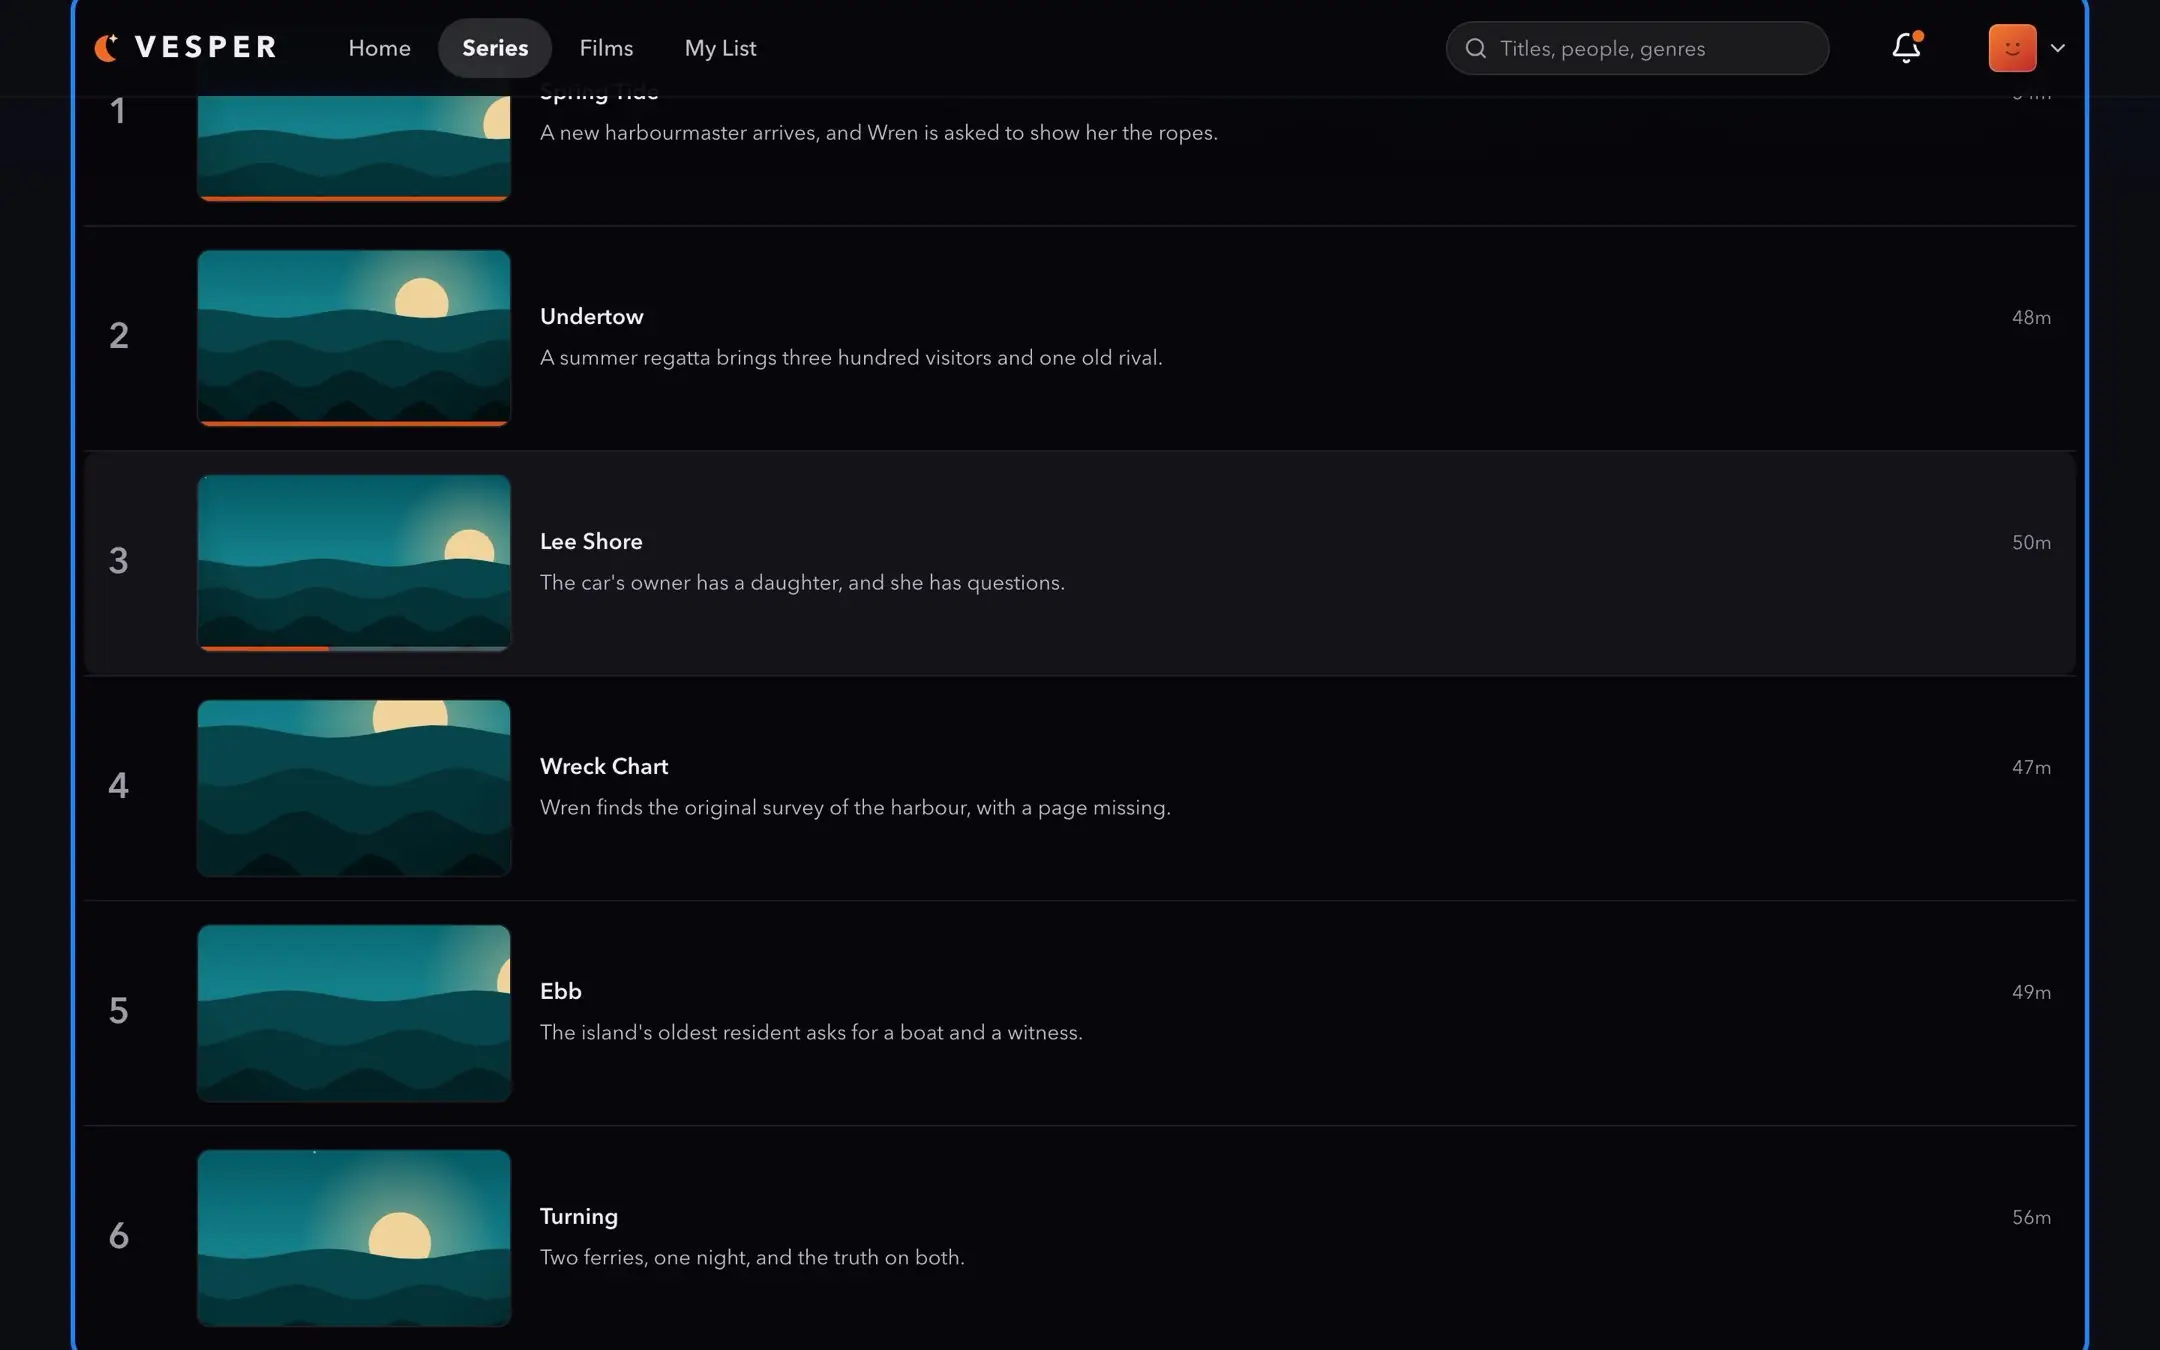 VESPER
Home
Series
Films
My List
Titles, people, genres
1
Spring Tide
A new harbourmaster arrives, and Wren is asked to show her the ropes.
2
Undertow
48m
A summer regatta brings three hundred visitors and one old rival.
3
Lee Shore
50m
The car's owner has a daughter, and she has questions.
4
Wreck Chart
47m
Wren finds the original survey of the harbour, with a page missing.
5
Ebb
49m
The island's oldest resident asks for a boat and a witness.
6
Turning
56m
Two ferries, one night, and the truth on both.